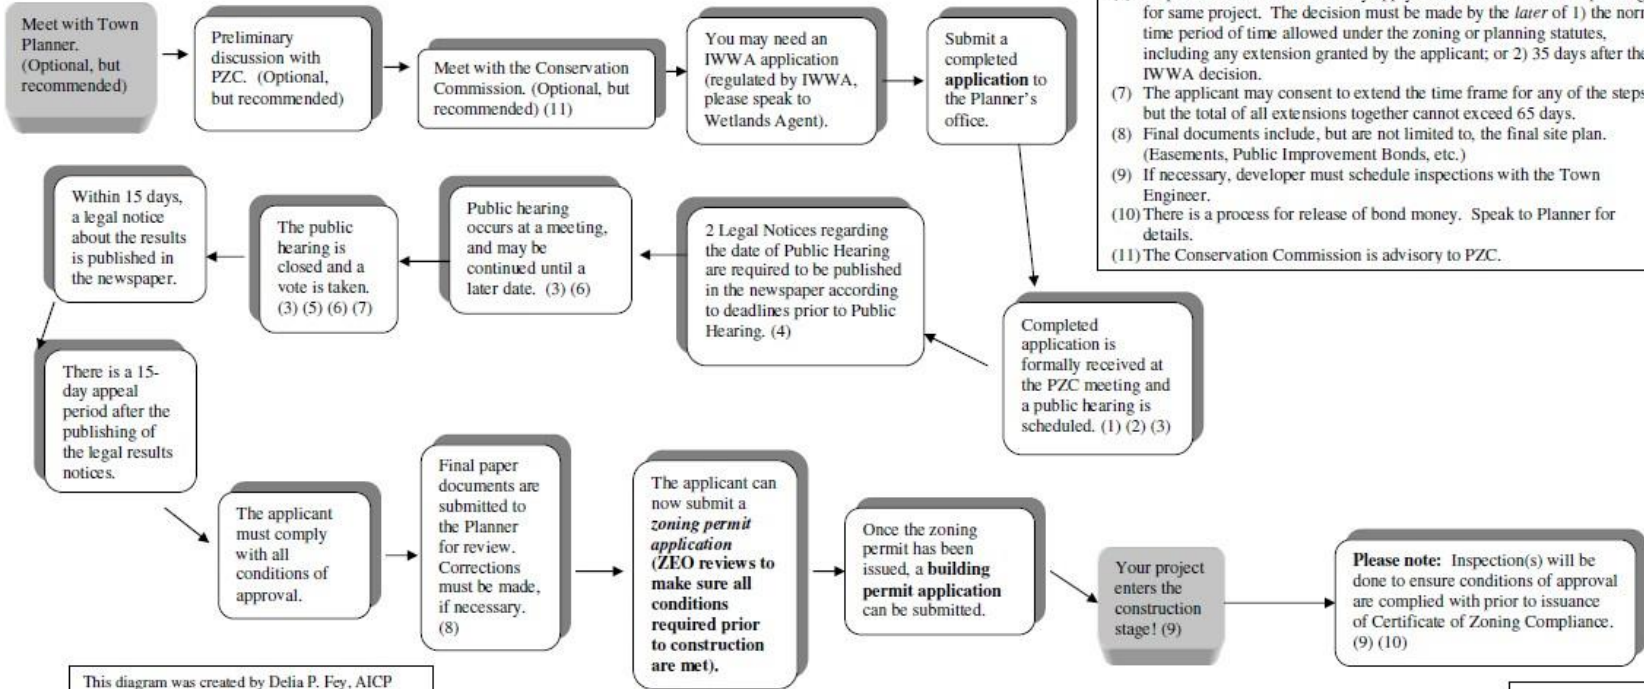 Meet with Town
Planner.
(Optional, but
recommended)
Preliminary
discussion with
PZC. (Optional,
but recommended)
Meet with the Conservation
Commission. (Optional, but
recommended) (11)
You may need an
IWWA application
(regulated by IWWA,
please speak to
Wetlands Agent).
Submit a
completed
application to
the Planner's
office.
for same project. The decision must be made by the later of 1) the
time period of time allowed under the zoning or planning statutes,
including any extension granted by the applicant; or 2) 35 days after the
IWWA decision.
(7) The applicant may consent to extend the time frame for any of the steps
but the total of all extensions together cannot exceed 65 days.
(8) Final documents include, but are not limited to, the final site plan.
(Easements, Public Improvement Bonds, etc.)
(9) If necessary, developer must schedule inspections with the Town
Engineer.
(10) There is a process for release of bond money. Speak to Planner for
details.
(11) The Conservation Commission is advisory to PZC.
Within 15 days,
a legal notice
about the results
is published in
the newspaper.
The public
hearing is
closed and a
vote is taken.
(3) (5) (6) (7)
Public hearing
occurs at a meeting,
and may be
continued until a
later date. (3) (6)
2 Legal Notices regarding
the date of Public Hearing
are required to be published
in the newspaper according
to deadlines prior to Public
Hearing. (4)
Completed
application is
formally received at
the PZC meeting and
a public hearing is
scheduled. (1) (2) (3)
There is a 15-
day appeal
period after the
publishing of
the legal results
notices.
The applicant
must comply
with all
conditions of
approval.
Final paper
documents are
submitted to
the Planner
for review.
Corrections
must be made,
if necessary.
(8)
The applicant can
now submit a
zoning permit
application
(ZEO reviews to
make sure all
conditions
required prior
to construction
are met).
Once the zoning
permit has been
issued, a building
permit application
can be submitted.
Your project
enters the
construction
stage! (9)
Please note: Inspection(s) will be
done to ensure conditions of approval
are complied with prior to issuance
of Certificate of Zoning Compliance.
(9) (10)
This diagram was created by Delia P. Fey, AICP